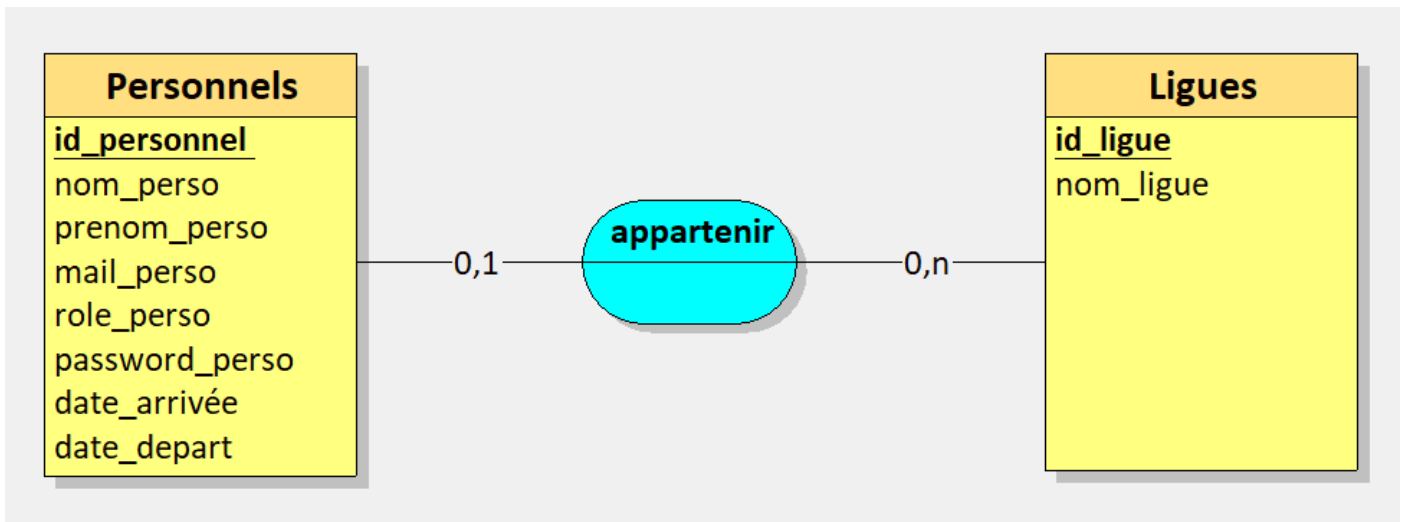 Personnels
id_personnel
nom_perso
prenom_perso
mail_perso
role_perso
password_perso
date_arrivée
date_depart
0,1
appartenir
0,n
Ligues
id_ligue
nom_ligue